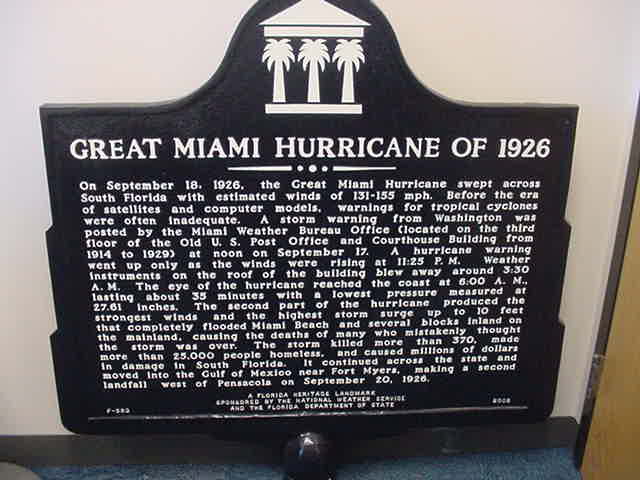 GREAT MIAMI HURRICANE OF 1926
On September 18, 1926, the Great Miami Hurricane swept across
South Florida with estimated winds of 131-155 mph. Before the era
of satellites and computer models, warnings for tropical cyclones
were often inadequate. A storm warning from Washington was
posted by the Miami Weather Bureau Office (located on the third
floor of the Old U. S. Post Office and Courthouse Building from
1914 to 1929) at noon on September 17. A hurricane warning
went up only as the winds were rising at 11:25 P. M. Weather
instruments on the roof of the building blew away around 3:30
A. M. The eye of the hurricane reached the coast at 6:00 A. M.,
lasting about 35 minutes with a lowest pressure measured at
27.61 inches. The second part of the hurricane produced the
strongest winds and the highest storm surge up to 10 feet
that completely flooded Miami Beach and several blocks inland on
the mainland, causing the deaths of many who mistakenly thought
the storm was over. The storm killed more than 370, made
more than 25,000 people homeless, and caused millions of dollars
in damage in South Florida. It continued across the state and
moved into the Gulf of Mexico near Fort Myers, making a second
landfall west of Pensacola on September 20, 1926.
A FLORIDA HERITAGE LANDMARK
SPONSORED BY THE NATIONAL WEATHER SERVICE
AND THE FLORIDA DEPARTMENT OF STATE
F-592 2006